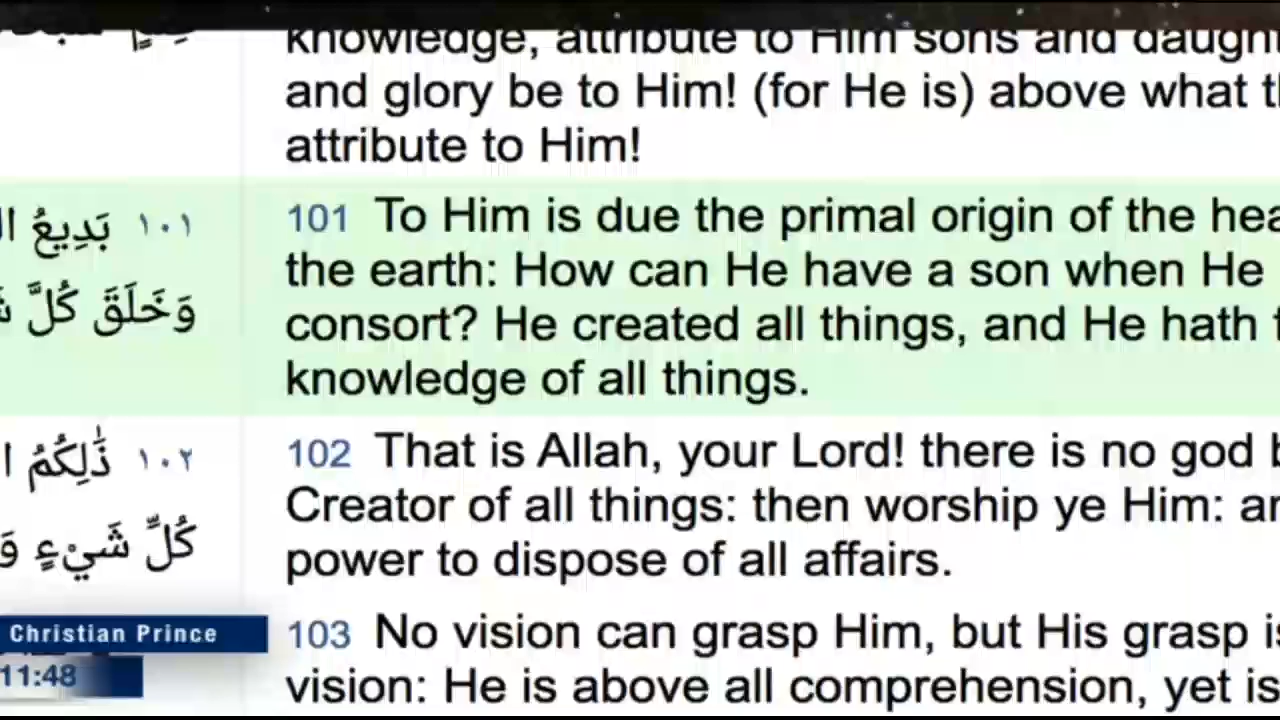 knowledge, attribute to Him sons and
and glory be to Him! (for He is) above what
attribute to Him!
١٠١ بَدِيعُ
وَخَلَقَ كُلَّ
101 To Him is due the primal origin of the
the earth: How can He have a son when He
consort? He created all things, and He hath
knowledge of all things.
١٠٢ ذَٰلِكُمُ
كُلِّ شَيْءٍ
102 That is Allah, your Lord! there is no god
Creator of all things: then worship ye Him:
power to dispose of all affairs.
103 No vision can grasp Him, but His grasp
vision: He is above all comprehension, yet is
Christian Prince
11:48